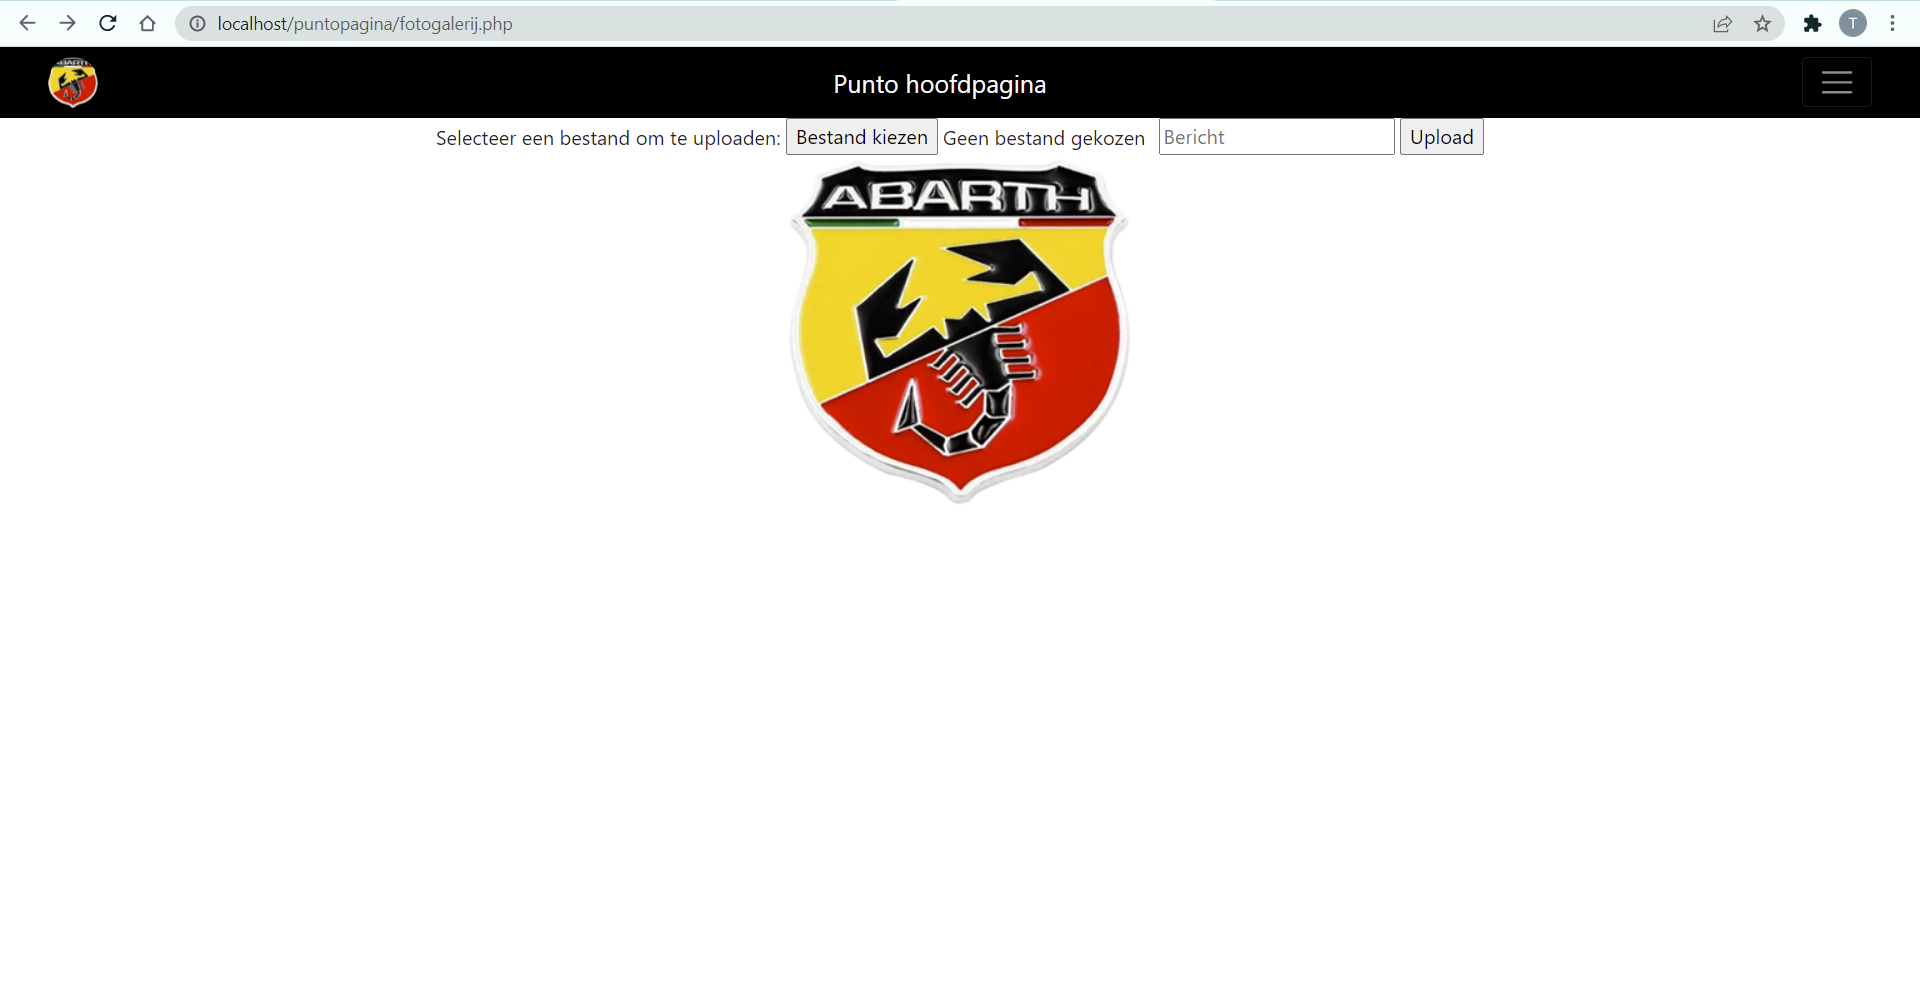 localhost/puntopagina/fotogalerij.php
T
ABARTH
Punto hoofdpagina
Selecteer een bestand om te uploaden: Bestand kiezen Geen bestand gekozen Bericht Upload
ABARTH